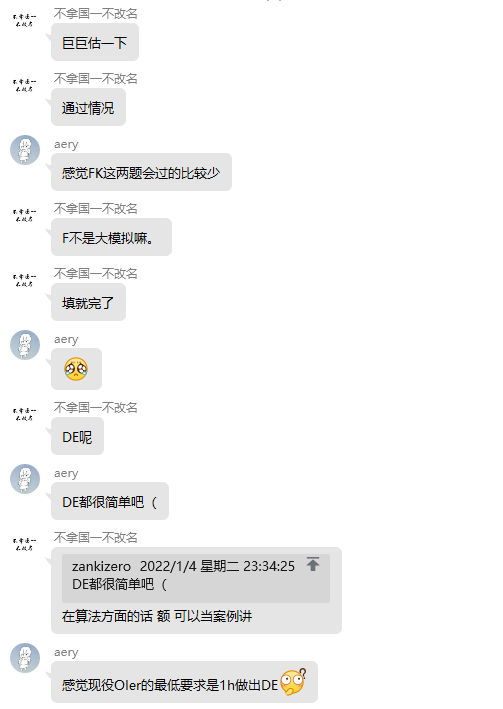 不拿国一不改名
巨巨估一下
不拿国一不改名
通过情况
aery
感觉FK这两题会过的比较少
不拿国一不改名
F不是大模拟嘛。
不拿国一不改名
填就完了
aery
不拿国一不改名
DE呢
aery
DE都很简单吧（
不拿国一不改名
zankizero 2022/1/4 星期二 23:34:25
DE都很简单吧（
在算法方面的话 额 可以当案例讲
aery
感觉现役OIer的最低要求是1h做出DE